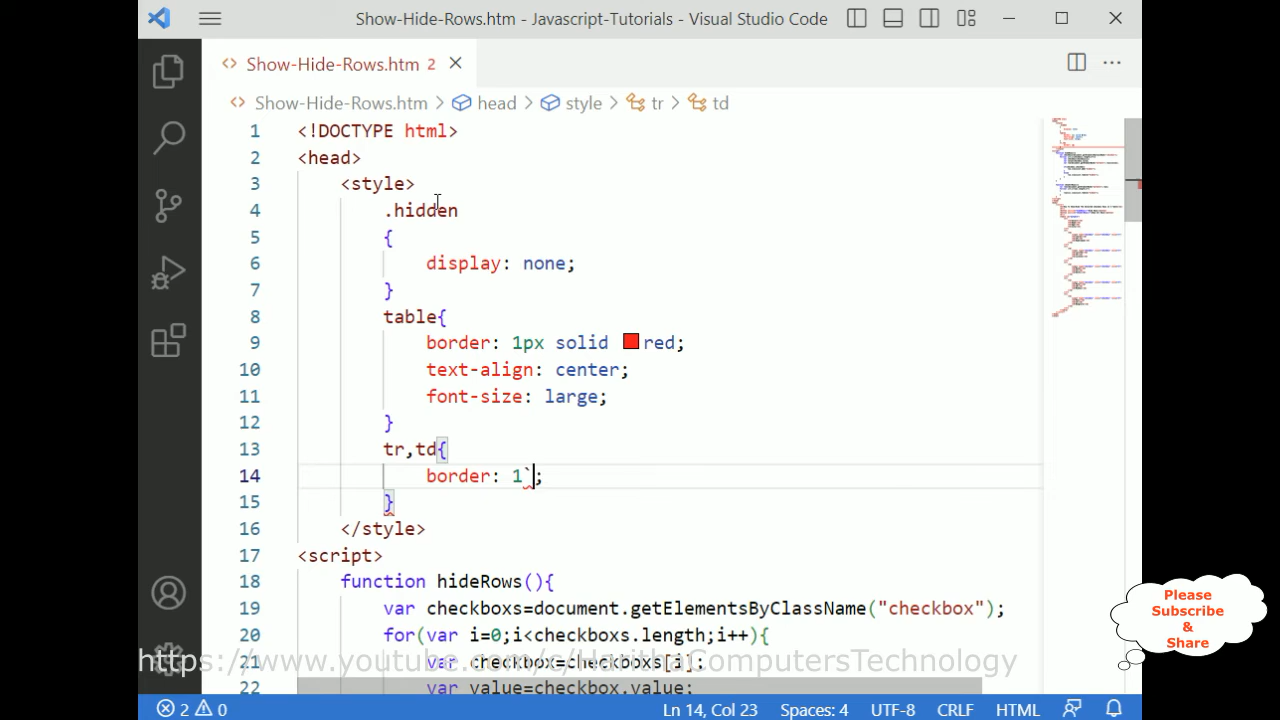 Show-Hide-Rows.htm - Javascript-Tutorials - Visual Studio Code
Show-Hide-Rows.htm 2
Show-Hide-Rows.htm > head > style > tr > td
1 <!DOCTYPE html>
2 <head>
3 <style>
4 .hidden
5 {
6 display: none;
7 }
8 table{
9 border: 1px solid red;
10 text-align: center;
11 font-size: large;
12 }
13 tr,td{
14 border: 1`;
15 }
16 </style>
17 <script>
18 function hideRows(){
19 var checkboxs=document.getElementsByClassName("checkbox");
20 for(var i=0;i<checkboxs.length;i++){
21 var checkbox=checkboxs[i];
22 var value=checkbox.value;
https://www.youtube.com/c/HarithaComputersTechnology
Please
Subscribe
&
Share
2 0
Ln 14, Col 23
Spaces: 4
UTF-8
CRLF
HTML